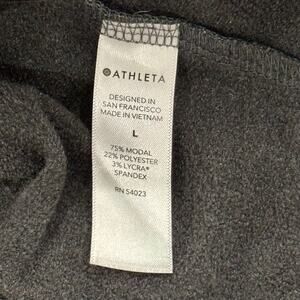 ATHLETA
DESIGNED IN
SAN FRANCISCO
MADE IN VIETNAM
L
75% MODAL
22% POLYESTER
3% LYCRA®
SPANDEX
RN 54023